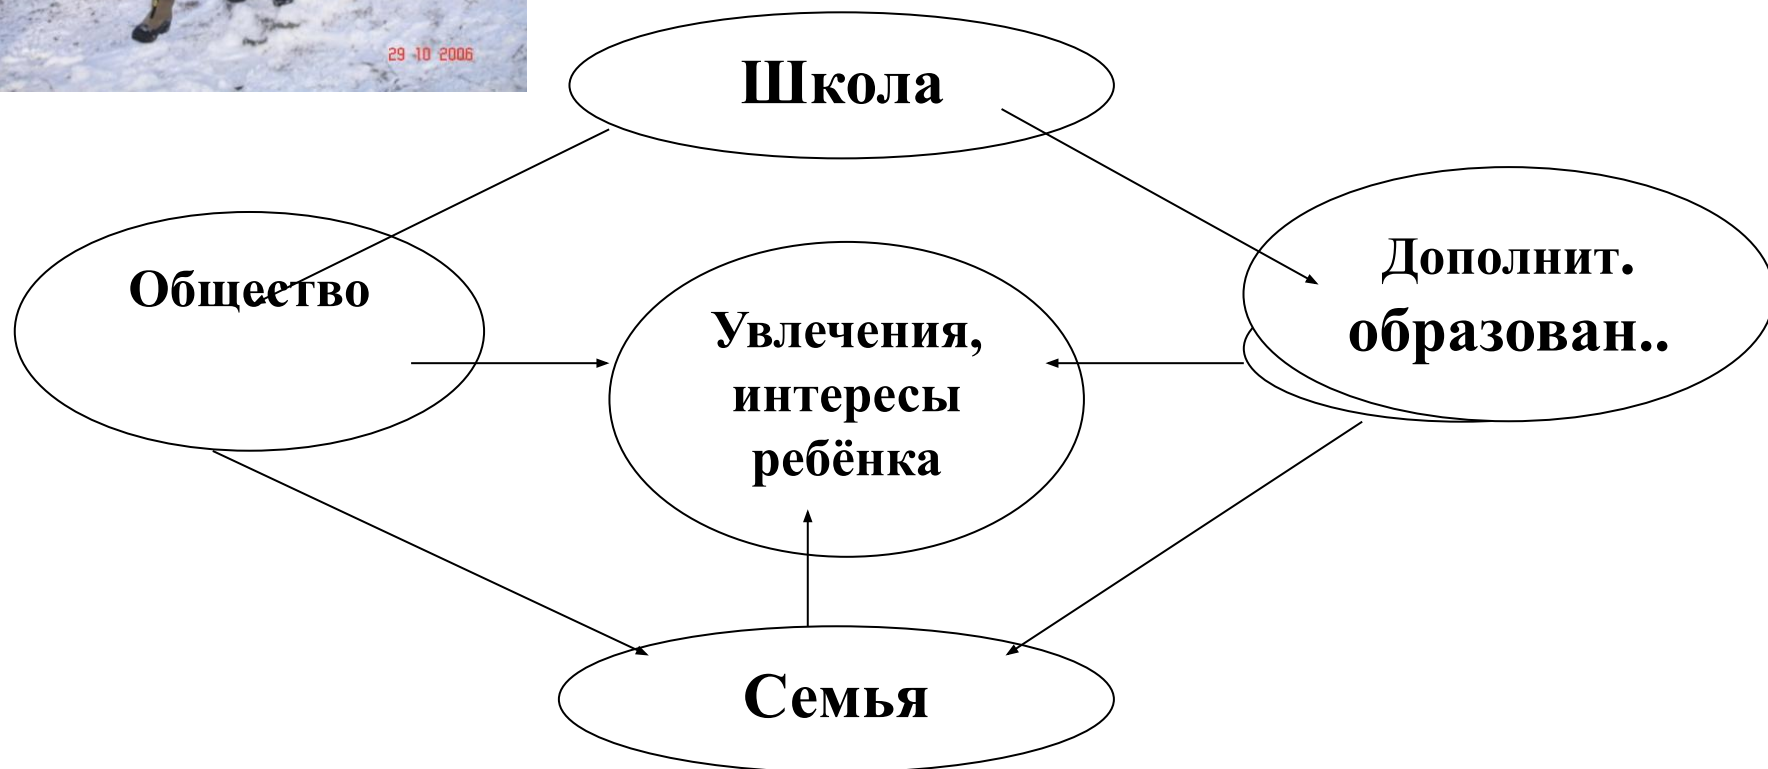 29 10 2006
Школа
Общество
Дополнит.
образован..
Увлечения,
интересы
ребёнка
Семья